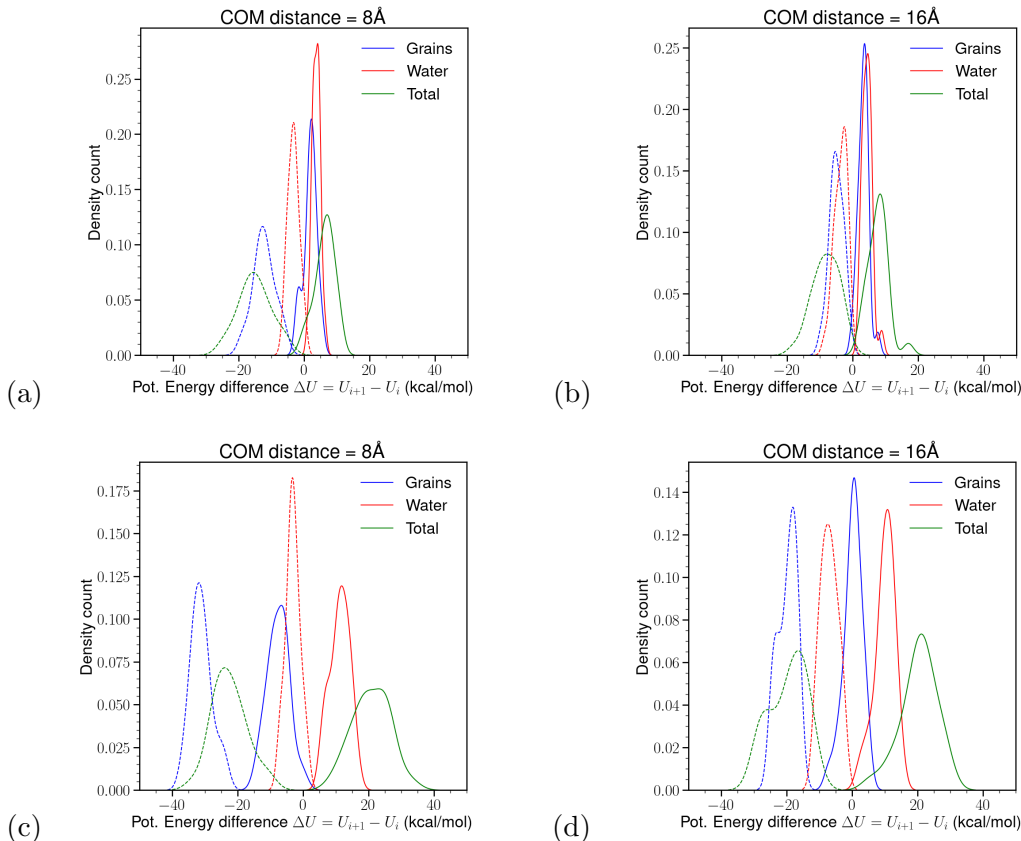 COM distance = 8Å
Density count
0.25
0.20
0.15
0.10
0.05
0.00
Grains
Water
Total
−40 −20 0 20 40
Pot. Energy difference ΔU = U_{i+1} − U_i (kcal/mol)
(a)
COM distance = 16Å
Density count
0.25
0.20
0.15
0.10
0.05
0.00
Grains
Water
Total
−40 −20 0 20 40
Pot. Energy difference ΔU = U_{i+1} − U_i (kcal/mol)
(b)
COM distance = 8Å
Density count
0.175
0.150
0.125
0.100
0.075
0.050
0.025
0.000
Grains
Water
Total
−40 −20 0 20 40
Pot. Energy difference ΔU = U_{i+1} − U_i (kcal/mol)
(c)
COM distance = 16Å
Density count
0.14
0.12
0.10
0.08
0.06
0.04
0.02
0.00
Grains
Water
Total
−40 −20 0 20 40
Pot. Energy difference ΔU = U_{i+1} − U_i (kcal/mol)
(d)